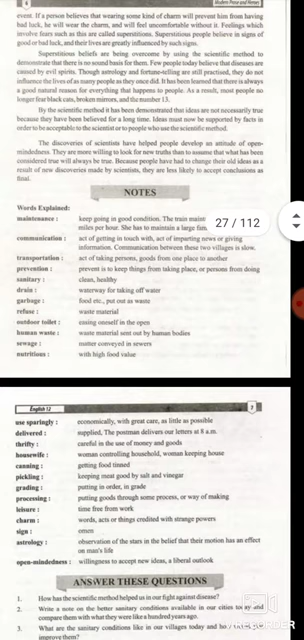 4
Modern Prose and Heroes
event. If a person believes that wearing some kind of charm will prevent him from having
bad luck, he will wear the charm, and will feel uncomfortable without it. Feelings which
involve fears such as this are called superstitions. Superstitious people believe in signs of
good or bad luck, and their lives are greatly influenced by such signs.
Superstitious beliefs are being overcome by using the scientific method to
demonstrate that there is no sound basis for them. Few people today believe that diseases are
caused by evil spirits. Though astrology and fortune-telling are still practised, they do not
influence the lives of as many people as they once did. It has been learned that there is always
a good natural reason for everything that happens to people. As a result, most people no
longer fear black cats, broken mirrors, and the number 13.
By the scientific method it has been demonstrated that ideas are not necessarily true
because they have been believed for a long time. Ideas must now be supported by facts in
order to be acceptable to the scientist or to people who use the scientific method.
The discoveries of scientists have helped people develop an attitude of open-
mindedness. They are more willing to look for new truths than to assume that what has been
considered true will always be true. Because people have had to change their old ideas as a
result of new discoveries made by scientists, they are less likely to accept conclusions as
final.
NOTES
Words Explained:
maintenance : keep going in good condition. The train maint
miles per hour. She has to maintain a large fam
27 / 112
communication : act of getting in touch with, act of imparting news or giving
information. Communication between these two villages is slow.
transportation : act of taking persons, goods from one place to another
prevention : prevent is to keep things from taking place, or persons from doing
sanitary : clean, healthy
drain : waterway for taking off water
garbage : food etc., put out as waste
refuse : waste material
outdoor toilet : easing oneself in the open
human waste : waste material sent out by human bodies
sewage : matter conveyed in sewers
nutritious : with high food value
English 12
use sparingly : economically, with great care, as little as possible
delivered : supplied, The postman delivers our letters at 8 a.m.
thrifty : careful in the use of money and goods
housewife : woman controlling household, woman keeping house
canning : getting food tinned
pickling : keeping meat good by salt and vinegar
grading : putting in order, in grade
processing : putting goods through some process, or way of making
leisure : time free from work
charm : words, acts or things credited with strange powers
sign : omen
astrology : observation of the stars in the belief that their motion has an effect
on man's life
open-mindedness : willingness to accept new ideas, a liberal outlook
ANSWER THESE QUESTIONS
1. How has the scientific method helped us in our fight against disease?
2. Write a note on the better sanitary conditions available in our cities today and
compare them with what they were like a hundred years ago.
3. What are the sanitary conditions like in our villages today and
improve them?
RECORDER